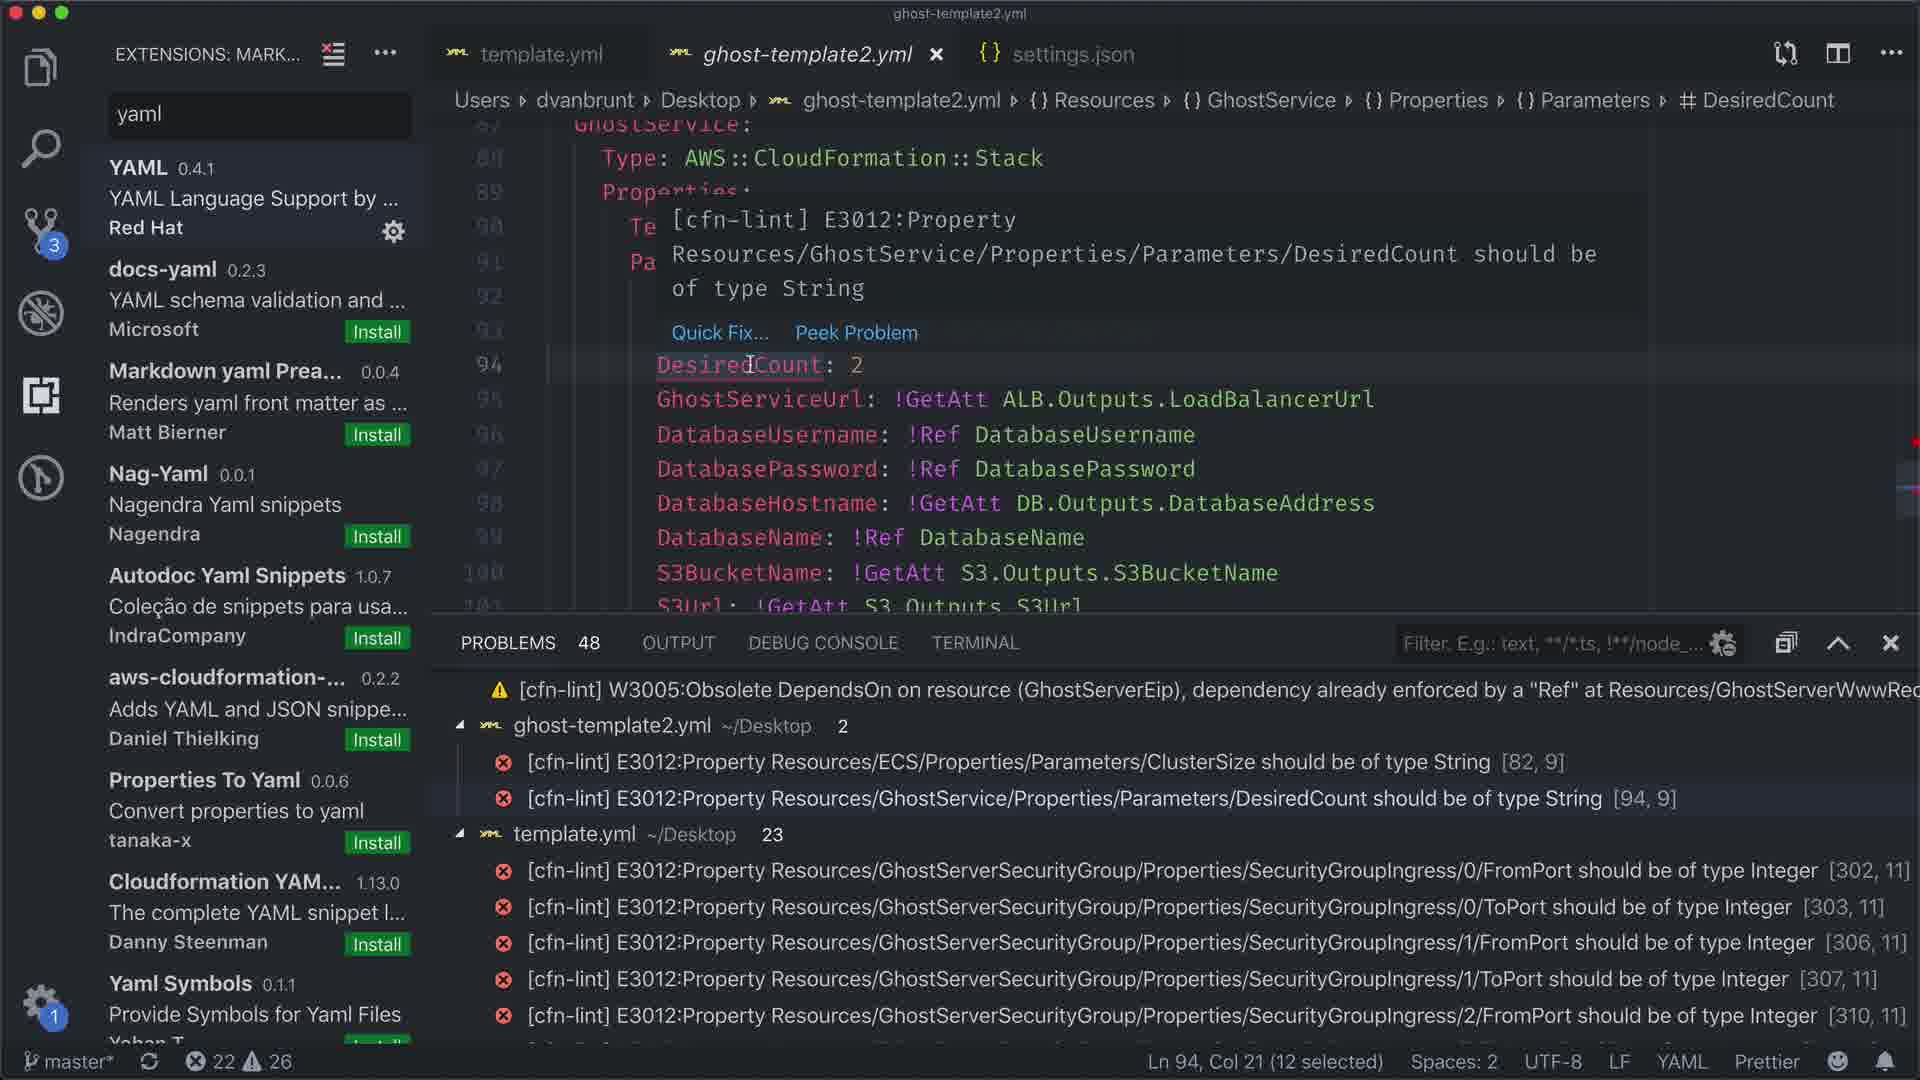 ghost-template2.yml
EXTENSIONS: MARK...
template.yml
ghost-template2.yml
{} settings.json
Users dvanbrunt Desktop ghost-template2.yml {} Resources {} GhostService {} Properties {} Parameters # DesiredCount
yaml
YAML 0.4.1
YAML Language Support by ...
Red Hat
docs-yaml 0.2.3
YAML schema validation and ...
Microsoft Install
Markdown yaml Prea... 0.0.4
Renders yaml front matter as ...
Matt Bierner Install
Nag-Yaml 0.0.1
Nagendra Yaml snippets
Nagendra Install
Autodoc Yaml Snippets 1.0.7
Coleção de snippets para usa...
IndraCompany Install
aws-cloudformation-... 0.2.2
Adds YAML and JSON snippe...
Daniel Thielking Install
Properties To Yaml 0.0.6
Convert properties to yaml
tanaka-x Install
Cloudformation YAM... 1.13.0
The complete YAML snippet l...
Danny Steenman Install
Yaml Symbols 0.1.1
Provide Symbols for Yaml Files
3
1
87 GhostService:
88 Type: AWS::CloudFormation::Stack
89 Properties:
90 Te
91 Pa
92
93
[cfn-lint] E3012:Property
Resources/GhostService/Properties/Parameters/DesiredCount should be
of type String
Quick Fix... Peek Problem
94 DesiredCount: 2
95 GhostServiceUrl: !GetAtt ALB.Outputs.LoadBalancerUrl
96 DatabaseUsername: !Ref DatabaseUsername
97 DatabasePassword: !Ref DatabasePassword
98 DatabaseHostname: !GetAtt DB.Outputs.DatabaseAddress
99 DatabaseName: !Ref DatabaseName
100 S3BucketName: !GetAtt S3.Outputs.S3BucketName
101 S3Url: !GetAtt S3.Outputs.S3Url
PROBLEMS 48 OUTPUT DEBUG CONSOLE TERMINAL Filter. E.g.: text, **/*.ts, !**/node_...
[cfn-lint] W3005:Obsolete DependsOn on resource (GhostServerEip), dependency already enforced by a "Ref" at Resources/GhostServerWwwRec
ghost-template2.yml ~/Desktop 2
[cfn-lint] E3012:Property Resources/ECS/Properties/Parameters/ClusterSize should be of type String [82, 9]
[cfn-lint] E3012:Property Resources/GhostService/Properties/Parameters/DesiredCount should be of type String [94, 9]
template.yml ~/Desktop 23
[cfn-lint] E3012:Property Resources/GhostServerSecurityGroup/Properties/SecurityGroupIngress/0/FromPort should be of type Integer [302, 11]
[cfn-lint] E3012:Property Resources/GhostServerSecurityGroup/Properties/SecurityGroupIngress/0/ToPort should be of type Integer [303, 11]
[cfn-lint] E3012:Property Resources/GhostServerSecurityGroup/Properties/SecurityGroupIngress/1/FromPort should be of type Integer [306, 11]
[cfn-lint] E3012:Property Resources/GhostServerSecurityGroup/Properties/SecurityGroupIngress/1/ToPort should be of type Integer [307, 11]
[cfn-lint] E3012:Property Resources/GhostServerSecurityGroup/Properties/SecurityGroupIngress/2/FromPort should be of type Integer [310, 11]
master* 22 26 Ln 94, Col 21 (12 selected) Spaces: 2 UTF-8 LF YAML Prettier